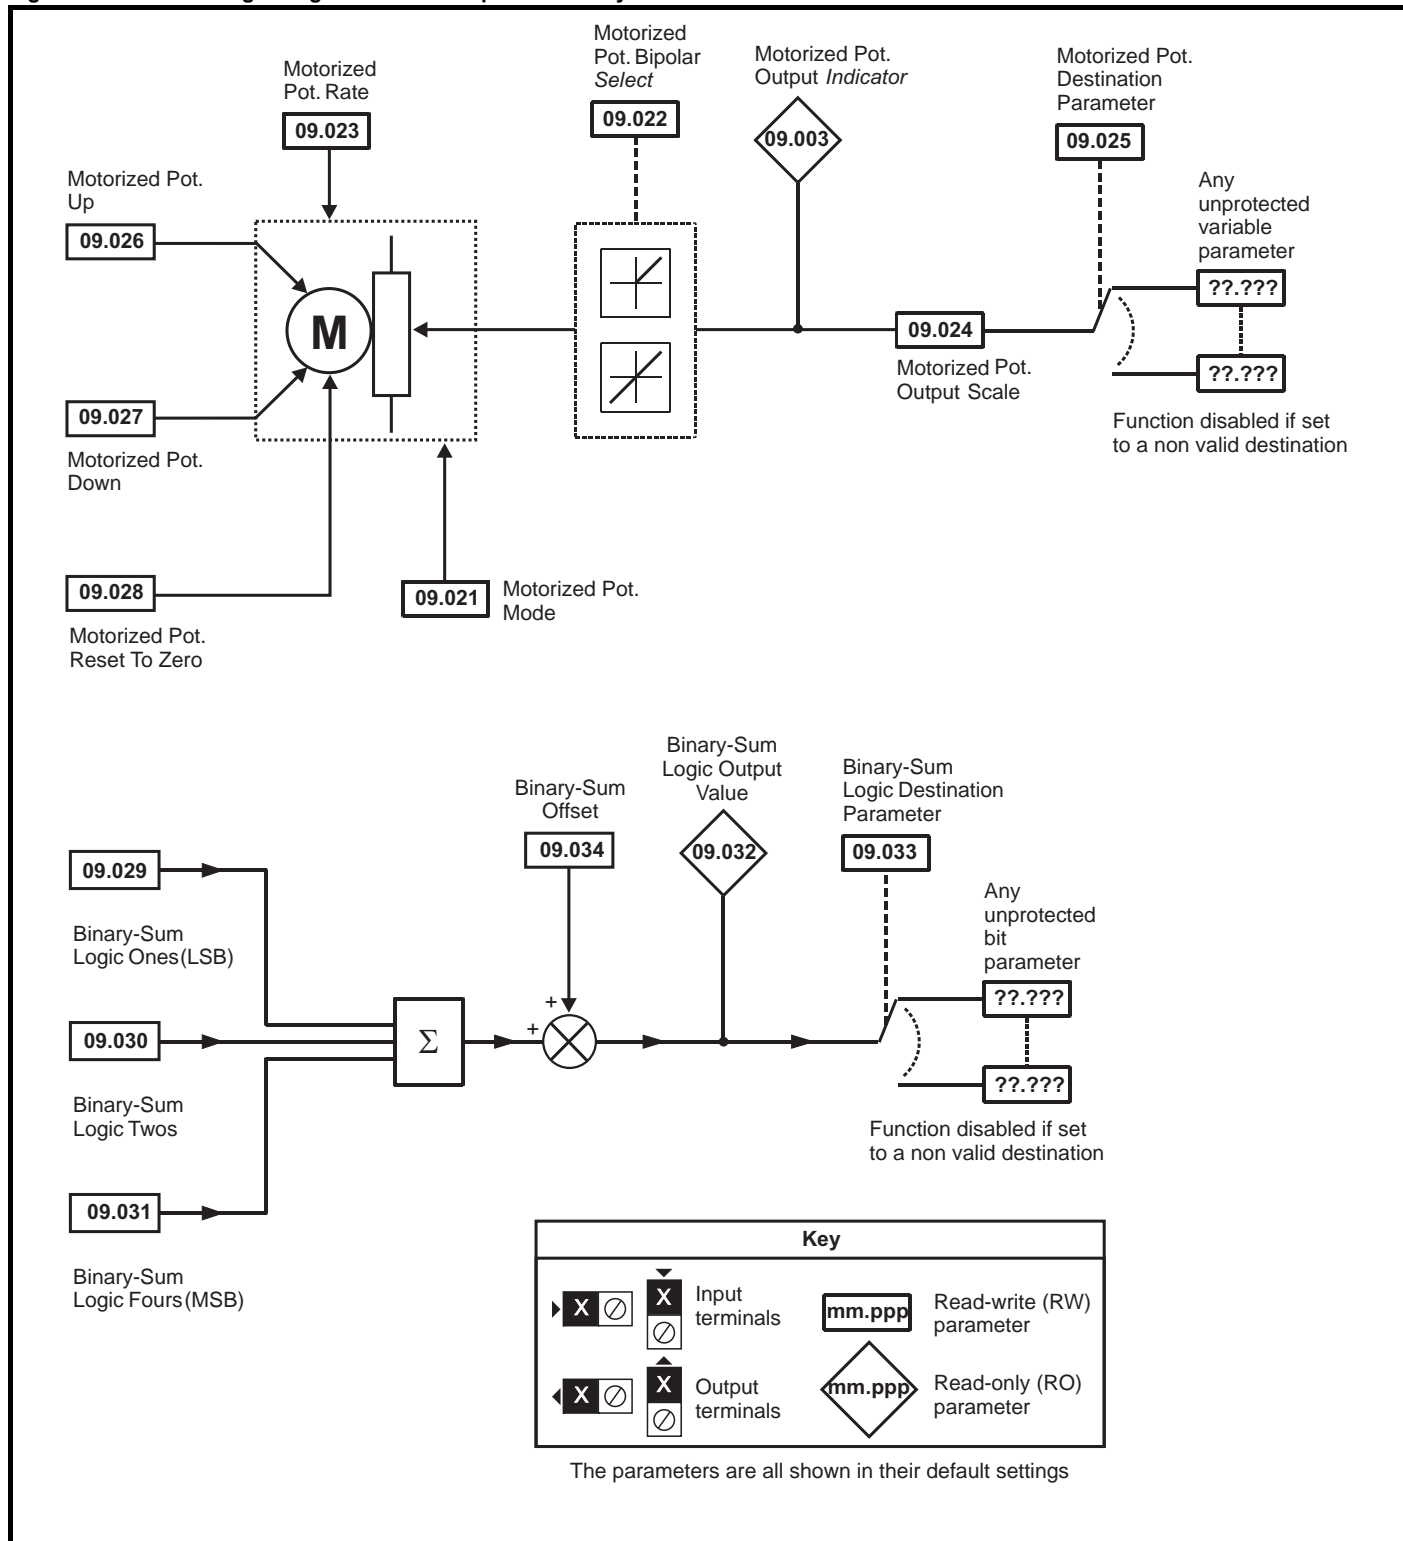 Motorized
Pot. Rate
09.023
Motorized
Pot. Bipolar
Select
09.022
Motorized Pot.
Output Indicator
09.003
Motorized Pot.
Destination
Parameter
09.025
Motorized Pot.
Up
09.026
M
09.027
Motorized Pot.
Down
09.028
Motorized Pot.
Reset To Zero
09.021
Motorized Pot.
Mode
09.024
Motorized Pot.
Output Scale
Any
unprotected
variable
parameter
??.???
??.???
Function disabled if set
to a non valid destination
09.029
Binary-Sum
Logic Ones(LSB)
09.030
Binary-Sum
Logic Twos
09.031
Binary-Sum
Logic Fours(MSB)
Σ
Binary-Sum
Offset
09.034
+
+
Binary-Sum
Logic Output
Value
09.032
Binary-Sum
Logic Destination
Parameter
09.033
Any
unprotected
bit
parameter
??.???
??.???
Function disabled if set
to a non valid destination
Key
X
X
Input
terminals
mm.ppp
Read-write (RW)
parameter
X
X
Output
terminals
mm.ppp
Read-only (RO)
parameter
The parameters are all shown in their default settings